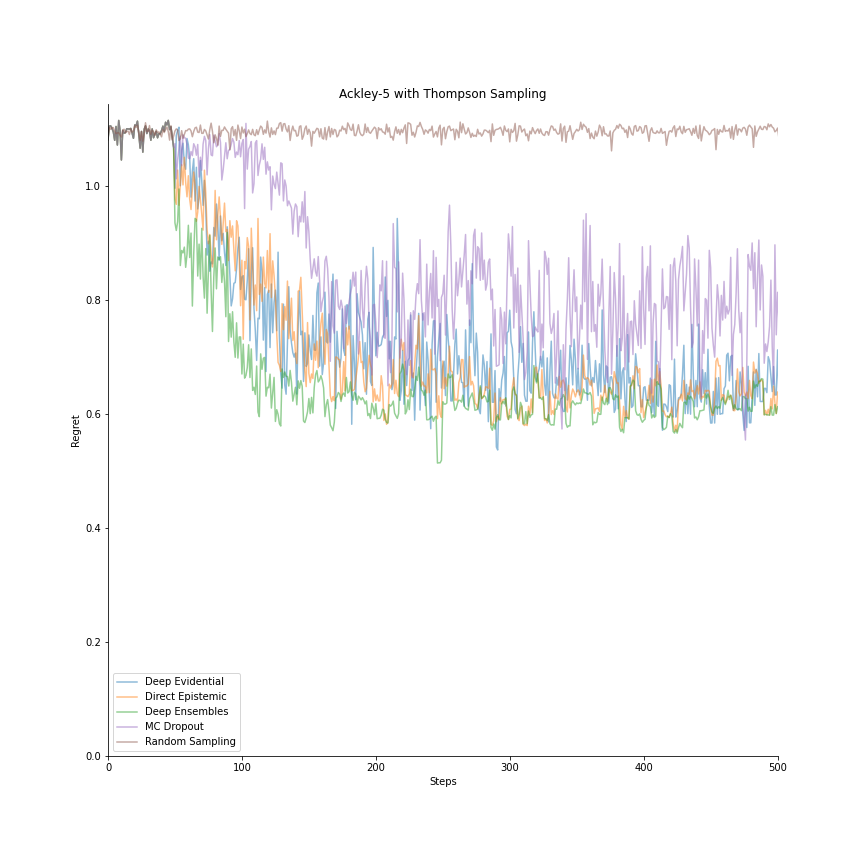 Ackley-5 with Thompson Sampling
Regret
1.0
0.8
0.6
0.4
0.2
0.0
Deep Evidential
Direct Epistemic
Deep Ensembles
MC Dropout
Random Sampling
0 100 200 300 400 500
Steps